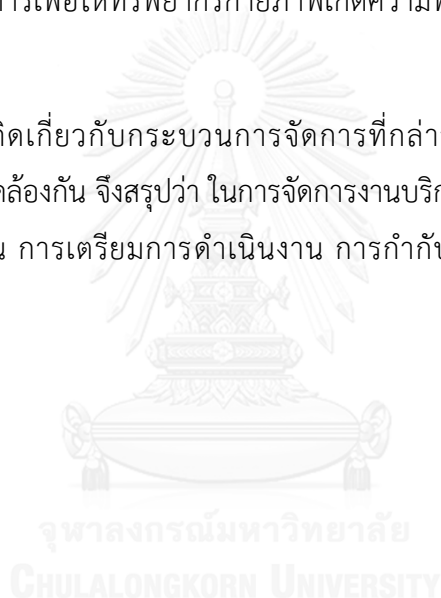 การเพื่อให้ทรัพยากรกายภาพเกิดความพ
คิดเกี่ยวกับกระบวนการจัดการที่กล่า
คล้องกัน จึงสรุปว่า ในการจัดการงานบริก
น การเตรียมการดำเนินงาน การกำกับ
จุฬาลงกรณ์มหาวิทยาลัย
CHULALONGKORN UNIVERSITY